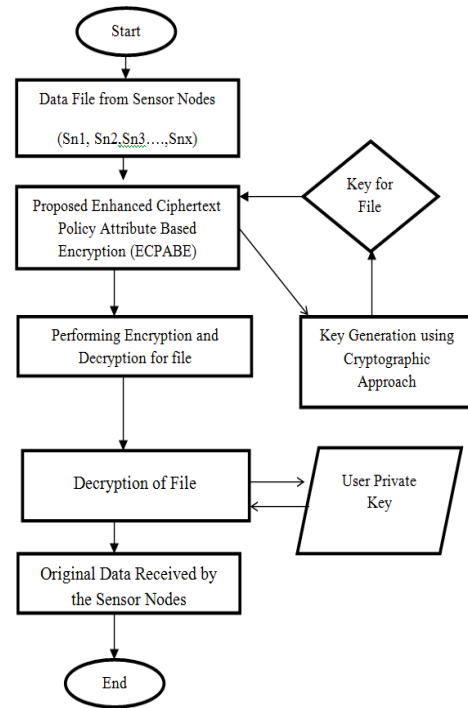 Start
Data File from Sensor Nodes
(Sn1, Sn2,Sn3….,Snx)
Proposed Enhanced Ciphertext
Policy Attribute Based
Encryption (ECPABE)
Key for
File
Performing Encryption and
Decryption for file
Key Generation using
Cryptographic
Approach
Decryption of File
User Private
Key
Original Data Received by
the Sensor Nodes
End